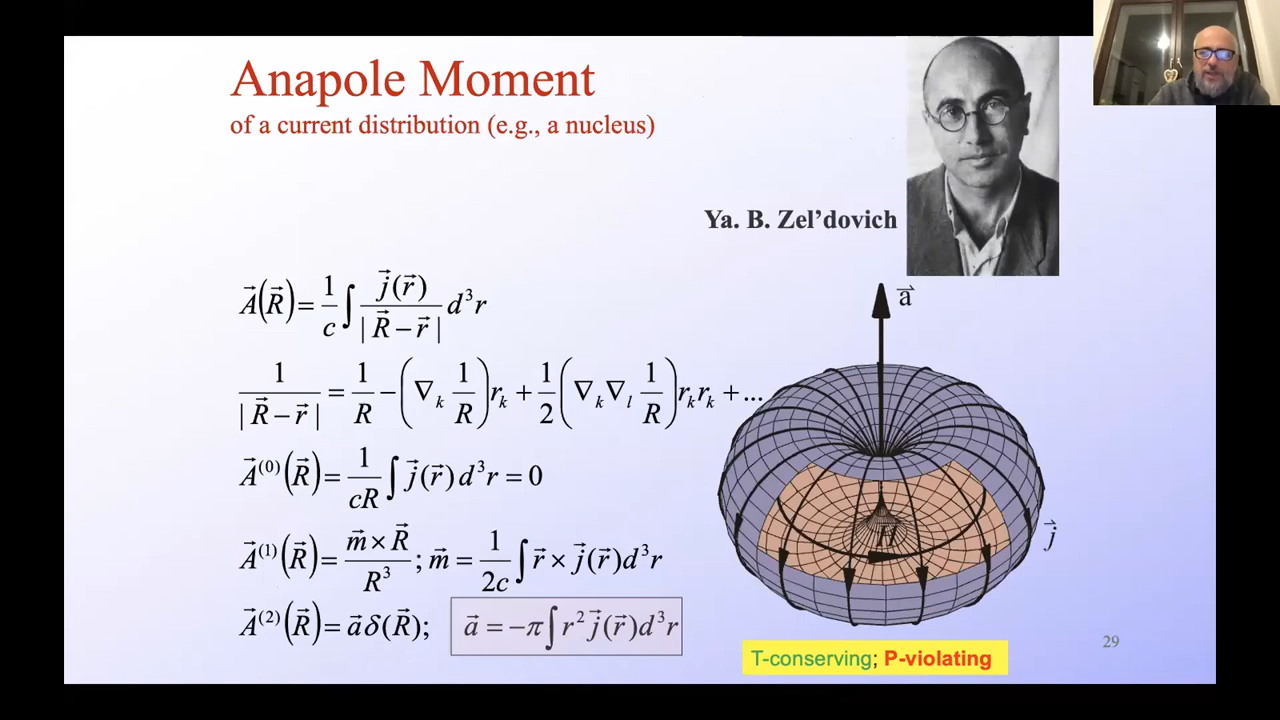 Anapole Moment
of a current distribution (e.g., a nucleus)
Ya. B. Zel'dovich
\vec{A}(\vec{R}) = \frac{1}{c} \int \frac{\vec{j}(\vec{r})}{|\vec{R} - \vec{r}|} d^3r
\frac{1}{|\vec{R} - \vec{r}|} = \frac{1}{R} - \left(\nabla_k \frac{1}{R}\right) r_k + \frac{1}{2} \left(\nabla_k \nabla_l \frac{1}{R}\right) r_k r_k + ...
\vec{A}^{(0)}(\vec{R}) = \frac{1}{cR} \int \vec{j}(\vec{r}) d^3r = 0
\vec{A}^{(1)}(\vec{R}) = \frac{\vec{m} \times \vec{R}}{R^3}; \vec{m} = \frac{1}{2c} \int \vec{r} \times \vec{j}(\vec{r}) d^3r
\vec{A}^{(2)}(\vec{R}) = \vec{a} \delta(\vec{R}); \vec{a} = -\pi \int r^2 \vec{j}(\vec{r}) d^3r
\vec{a}
\vec{H}
\vec{j}
T-conserving; P-violating
29